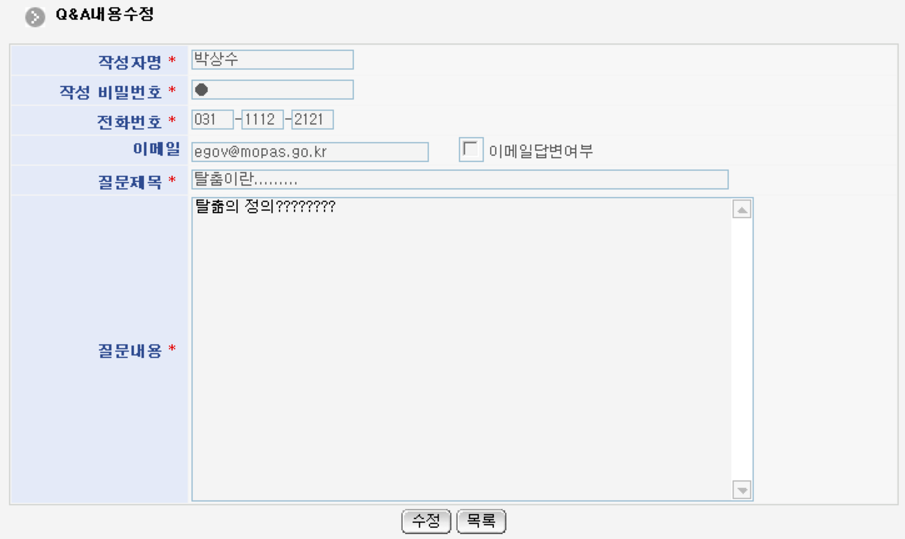 Q&A내용수정
작성자명 * 박상수
작성 비밀번호 * ●
전화번호 * 031 -1112 -2121
이메일 egov@mopas.go.kr 이메일답변여부
질문제목 * 탈춤이란.........
탈춤의 정의????????
질문내용 *
수정 목록